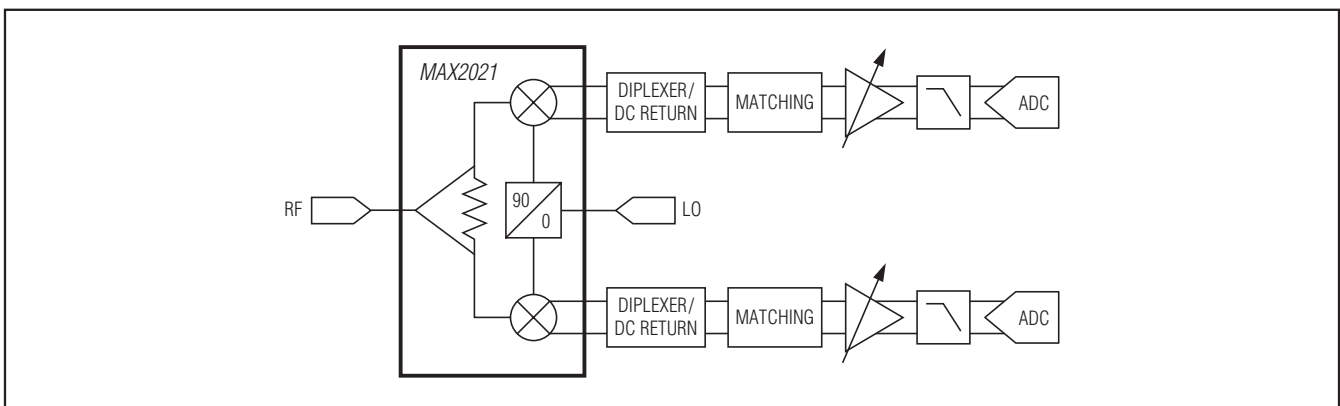 MAX2021
DIPLEXER/
DC RETURN
MATCHING
ADC
RF
90
0
LO
DIPLEXER/
DC RETURN
MATCHING
ADC